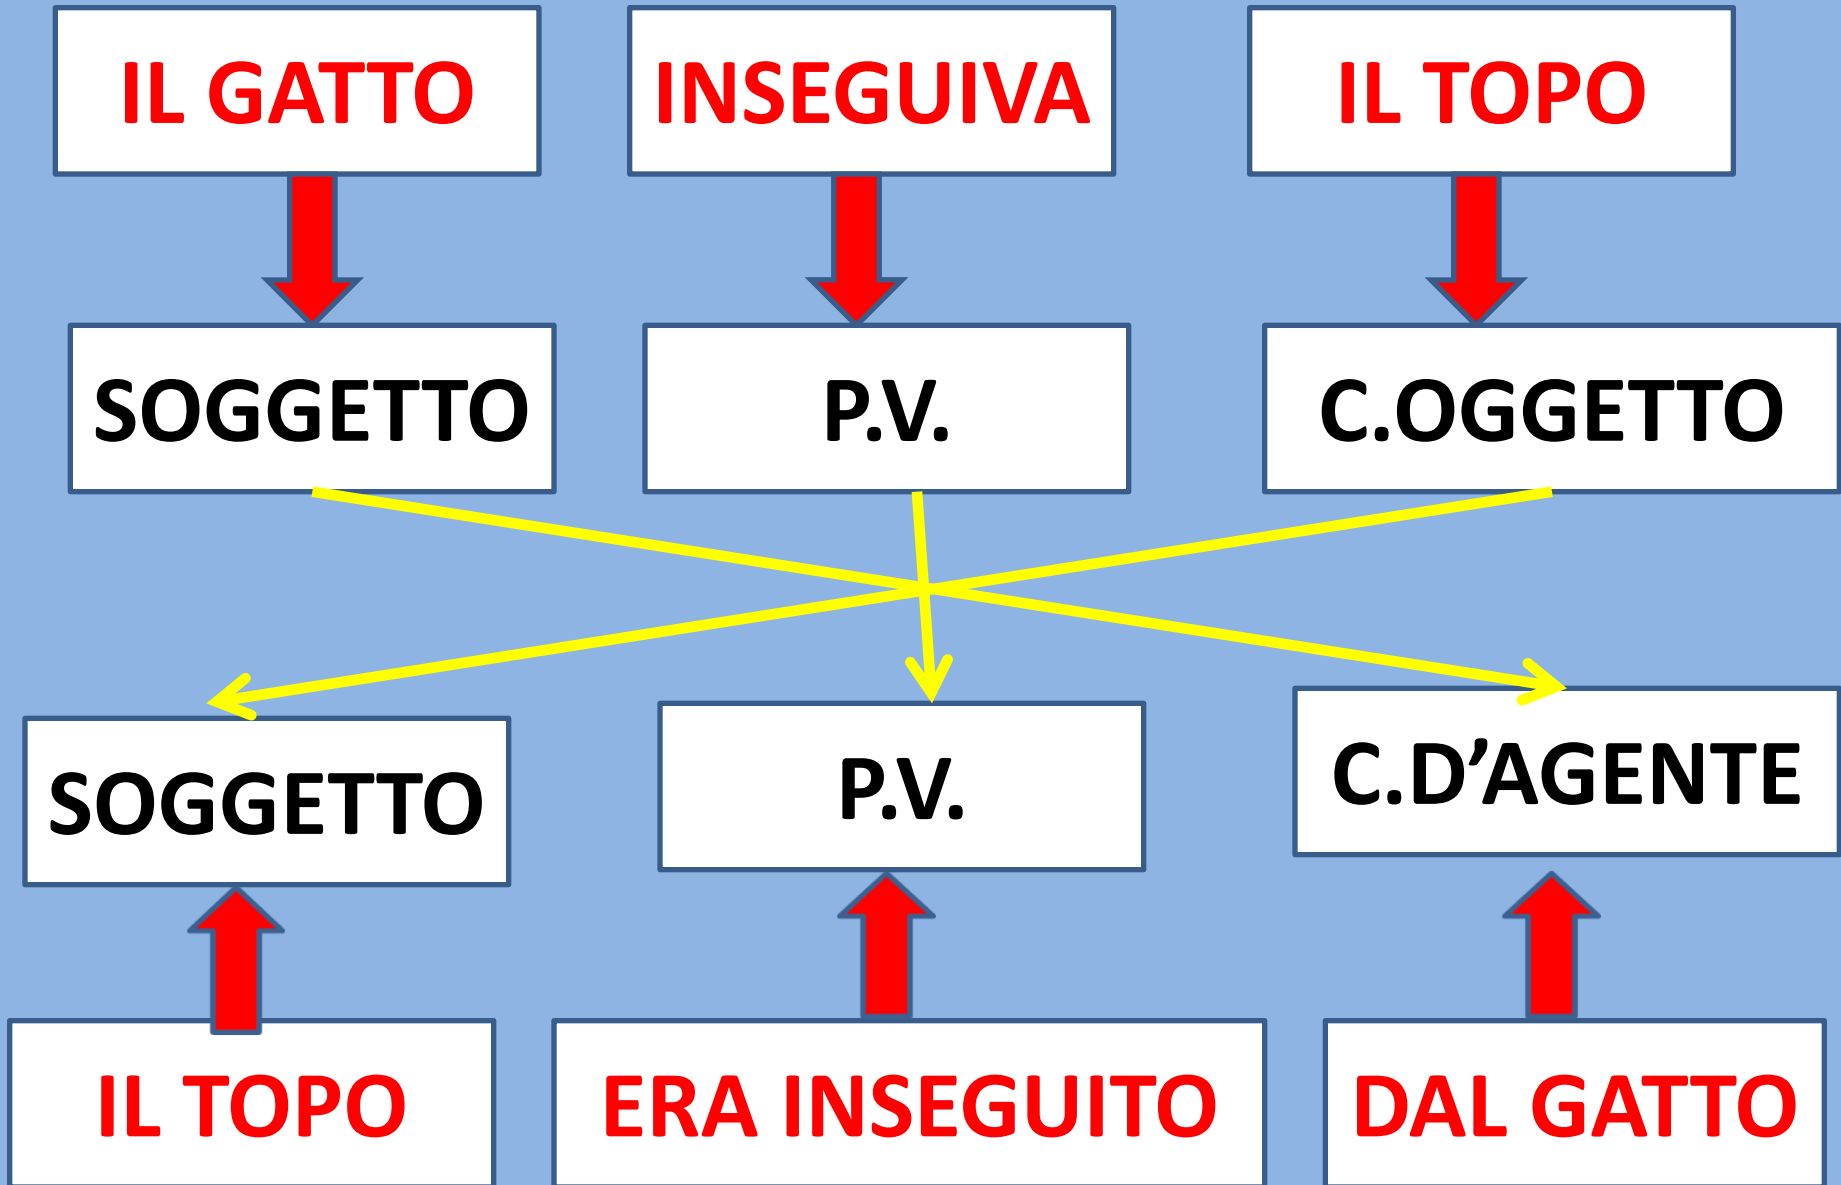 IL GATTO
INSEGUIVA
IL TOPO
SOGGETTO
P.V.
C.OGGETTO
SOGGETTO
P.V.
C.D’AGENTE
IL TOPO
ERA INSEGUITO
DAL GATTO